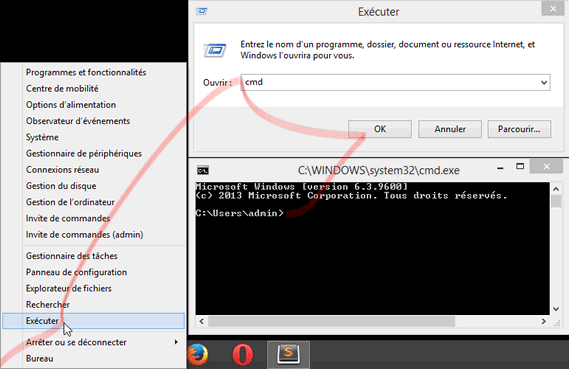 Programmes et fonctionnalités
Centre de mobilité
Options d'alimentation
Observateur d'événements
Système
Gestionnaire de périphériques
Connexions réseau
Gestion du disque
Gestion de l'ordinateur
Invite de commandes
Invite de commandes (admin)
Gestionnaire des tâches
Panneau de configuration
Explorateur de fichiers
Rechercher
Exécuter
Arrêter ou se déconnecter
Bureau
Exécuter
Entrez le nom d'un programme, dossier, document ou ressource Internet, et
Windows l'ouvrira pour vous.
Ouvrir : cmd
OK Annuler Parcourir...
C:\WINDOWS\system32\cmd.exe
Microsoft Windows [version 6.3.9600]
(c) 2013 Microsoft Corporation. Tous droits réservés.
C:\Users\admin>